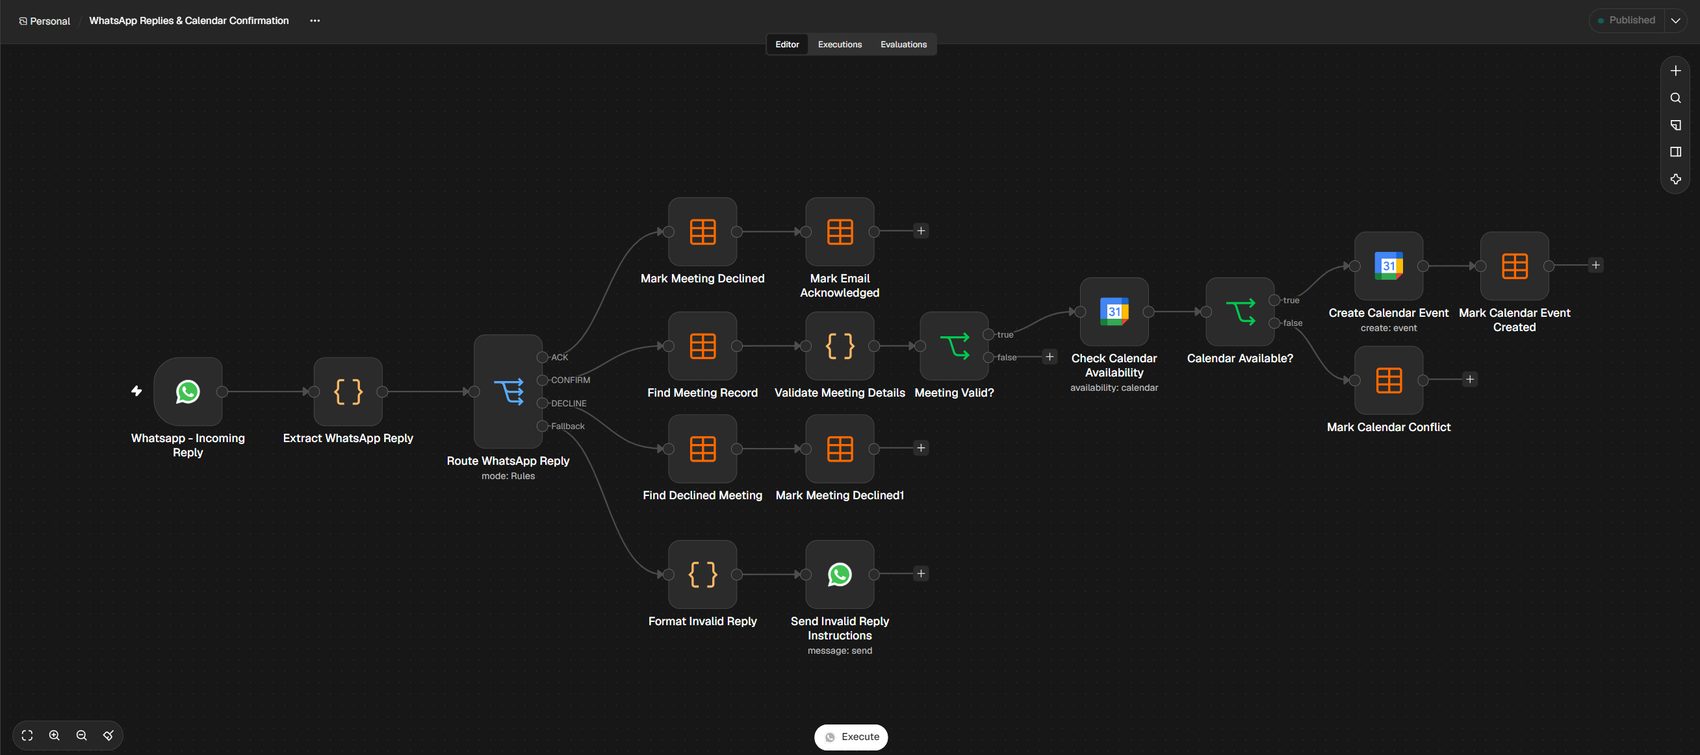 Personal / WhatsApp Replies & Calendar Confirmation ...
Published
Editor Executions Evaluations
Mark Meeting Declined
Mark Email
Acknowledged
31
Create Calendar Event
create: event
Mark Calendar Event
Created
ACK
CONFIRM
DECLINE
Fallback
Find Meeting Record
{ }
Validate Meeting Details
true
false
Meeting Valid?
31
Check Calendar
Availability
availability: calendar
true
false
Calendar Available?
Mark Calendar Conflict
Whatsapp - Incoming
Reply
{ }
Extract WhatsApp Reply
Route WhatsApp Reply
mode: Rules
Find Declined Meeting
Mark Meeting Declined1
{ }
Format Invalid Reply
Send Invalid Reply
Instructions
message: send
Execute